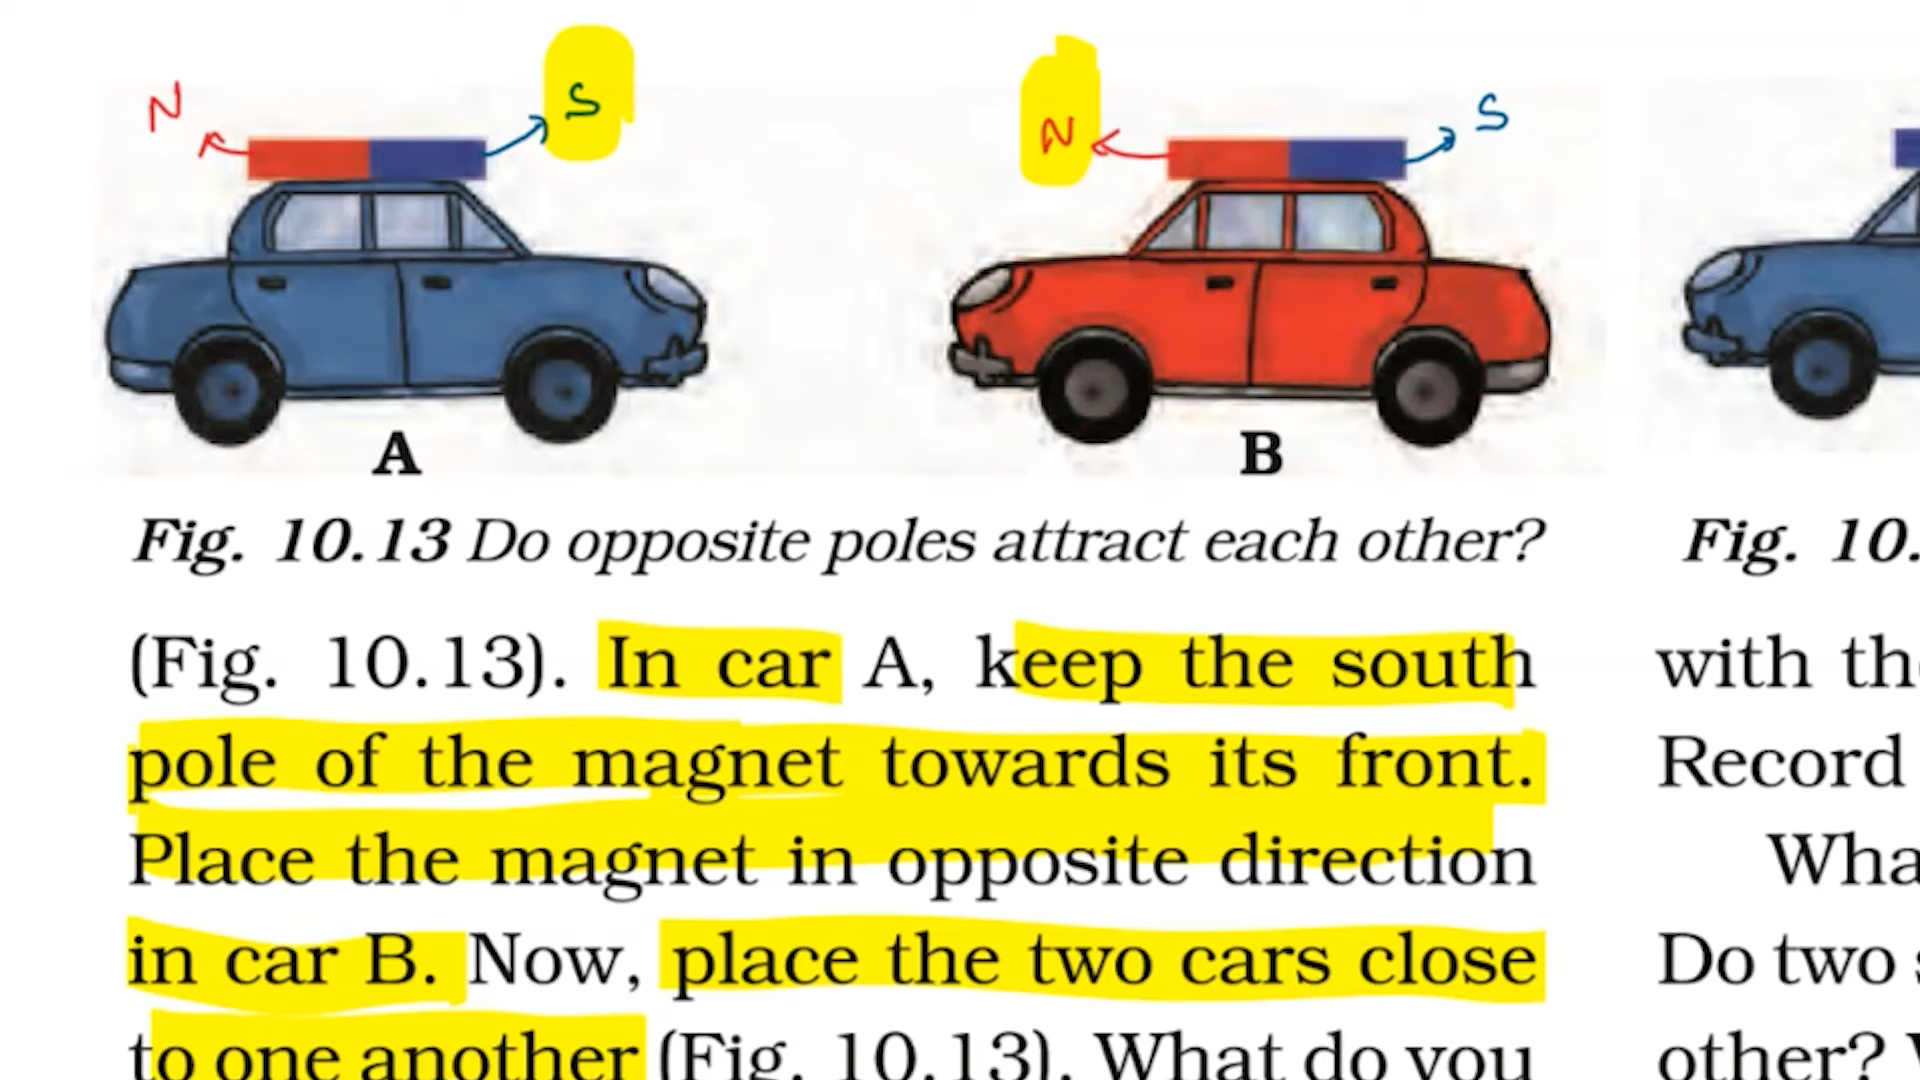 N
S
N
S
A
B
Fig. 10.13 Do opposite poles attract each other?
(Fig. 10.13). In car A, keep the south
pole of the magnet towards its front.
Place the magnet in opposite direction
in car B. Now, place the two cars close
to one another (Fig. 10.13). What do you
Fig. 10.
with the
Record
Wha
Do two s
other? W